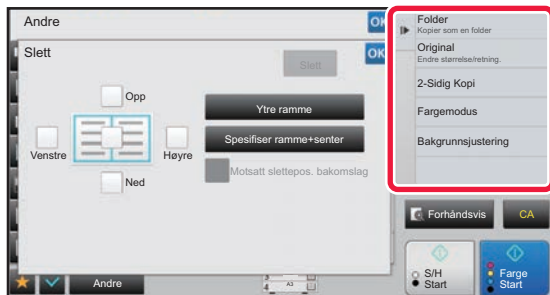 Andre
OK
Slett
OK
Slett
Opp
Venstre
Høyre
Ned
Ytre ramme
Spesifiser ramme+senter
Motsatt slettepos. bakomslag
Folder
Kopier som en folder
Original
Endre størrelse/retning.
2-Sidig Kopi
Fargemodus
Bakgrunnsjustering
Forhåndsvis
CA
S/H
Start
Farge
Start
Andre
3
4
A3